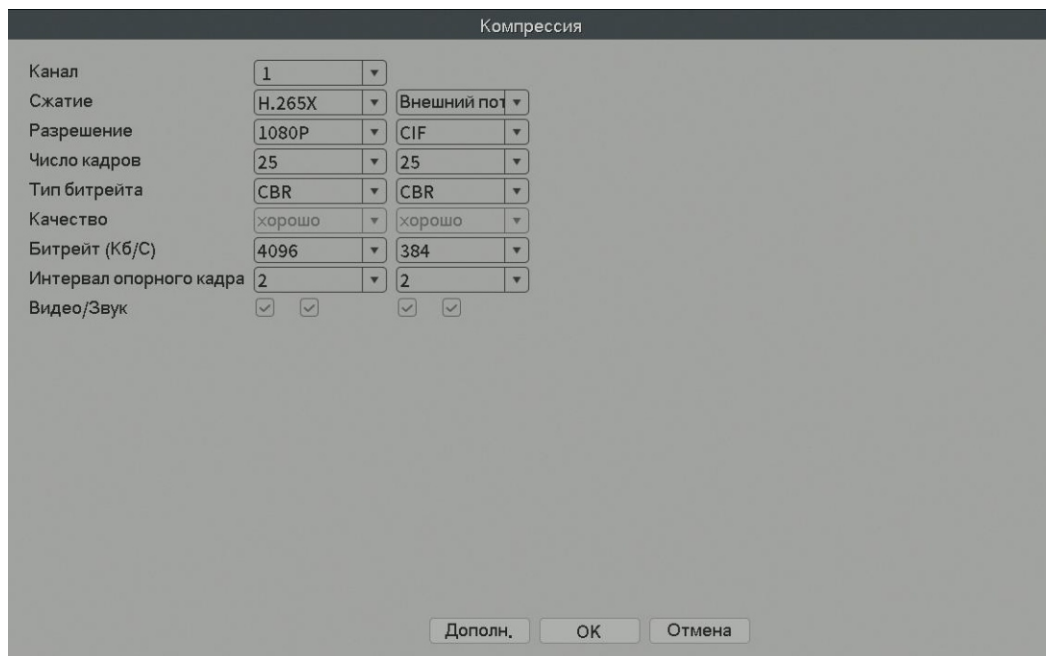 Компрессия
Канал 1
Сжатие H.265X Внешний пот
Разрешение 1080P CIF
Число кадров 25 25
Тип битрейта CBR CBR
Качество хорошо хорошо
Битрейт (Кб/С) 4096 384
Интервал опорного кадра 2 2
Видео/Звук
Дополн. OK Отмена